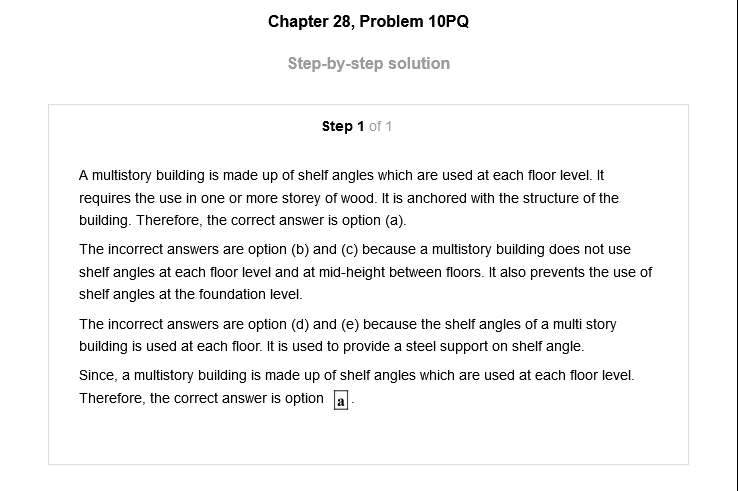 Chapter 28, Problem 10PQ
Step-by-step solution
Step 1 of 1
A multistory building is made up of shelf angles which are used at each floor level. It
requires the use in one or more storey of wood. It is anchored with the structure of the
building. Therefore, the correct answer is option (a).
The incorrect answers are option (b) and (c) because a multistory building does not use
shelf angles at each floor level and at mid-height between floors. It also prevents the use of
shelf angles at the foundation level.
The incorrect answers are option (d) and (e) because the shelf angles of a multi story
building is used at each floor. It is used to provide a steel support on shelf angle.
Since, a multistory building is made up of shelf angles which are used at each floor level.
Therefore, the correct answer is option a.